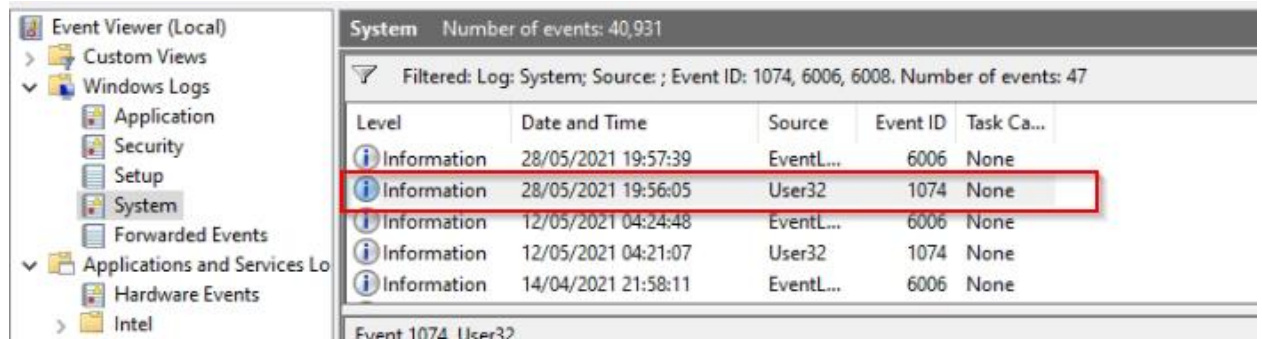 Event Viewer (Local)
Custom Views
Windows Logs
Application
Security
Setup
System
Forwarded Events
Applications and Services Lo
Hardware Events
Intel
System Number of events: 40,931
Filtered: Log: System; Source: ; Event ID: 1074, 6006, 6008. Number of events: 47
Level Date and Time Source Event ID Task Ca...
Information 28/05/2021 19:57:39 EventL... 6006 None
Information 28/05/2021 19:56:05 User32 1074 None
Information 12/05/2021 04:24:48 EventL... 6006 None
Information 12/05/2021 04:21:07 User32 1074 None
Information 14/04/2021 21:58:11 EventL... 6006 None
Event 1074, User32